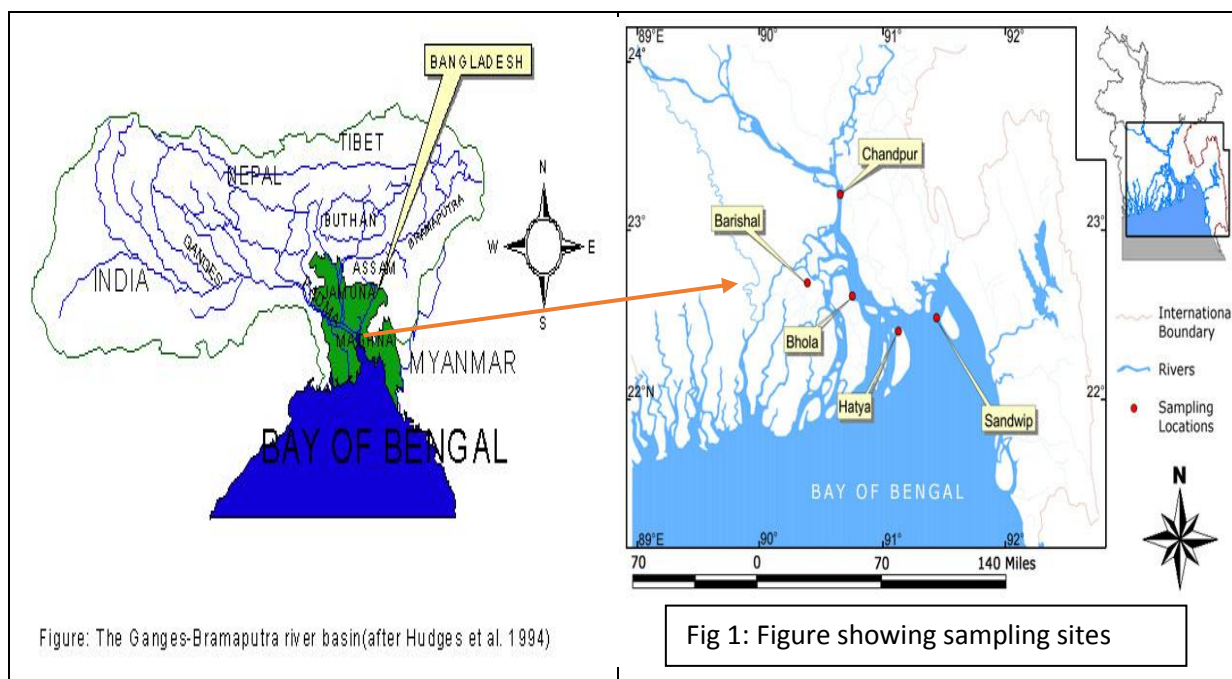 BANGLADESH
TIBET
NEPAL
BUTHAN
BRAMAPUTRA
GANGES
ASSAM
INDIA
JAMUNA
MAGANA
MYANMAR
BAY OF BENGAL
N
W
E
S
Figure: The Ganges-Bramaputra river basin(after Hudges et al. 1994)
89°E
90°
91°
92°
24°
23°
23°
22°N
22°
Chandpur
Barishal
Bhola
Hatya
Sandwip
BAY OF BENGAL
89°E
90°
91°
92°
70
0
70
140 Miles
International
Boundary
Rivers
Sampling
Locations
N
Fig 1: Figure showing sampling sites